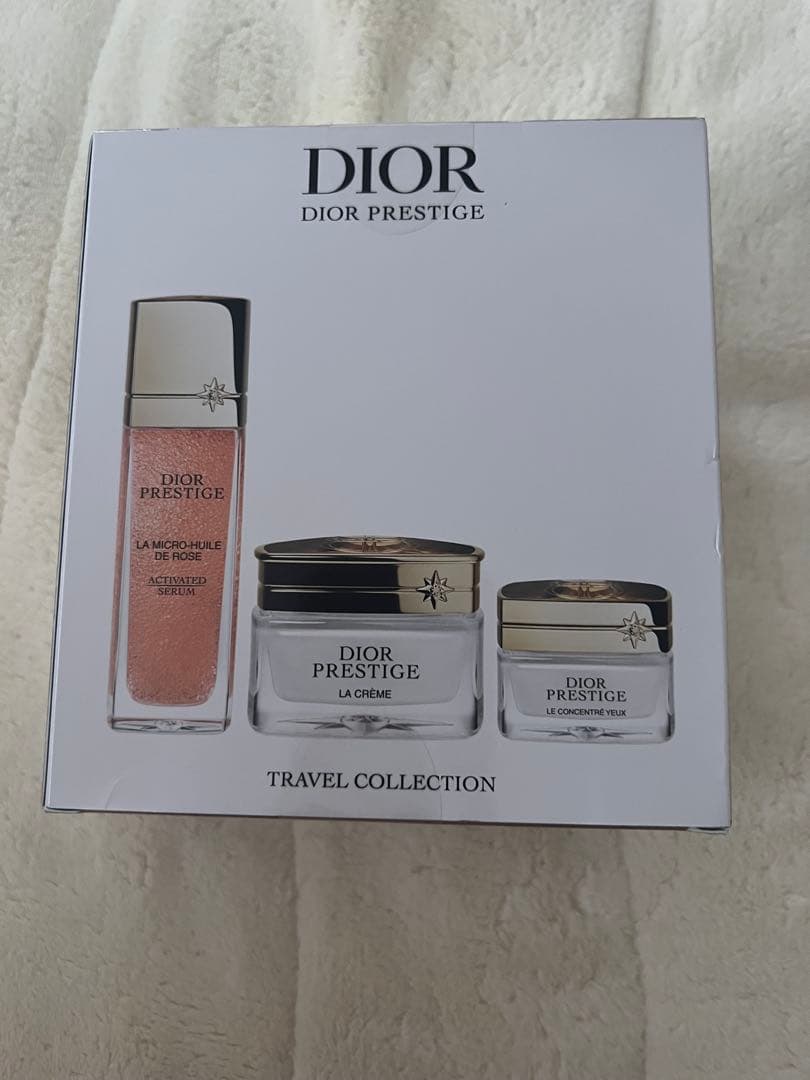 DIOR
DIOR PRESTIGE
DIOR
PRESTIGE
LA MICRO-HUILE
DE ROSE
ACTIVATED
SERUM
DIOR
PRESTIGE
LA CRÈME
DIOR
PRESTIGE
LE CONCENTRÉ YEUX
TRAVEL COLLECTION